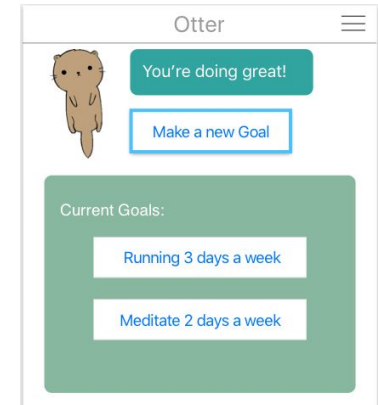 Otter
You're doing great!
Make a new Goal
Current Goals:
Running 3 days a week
Meditate 2 days a week